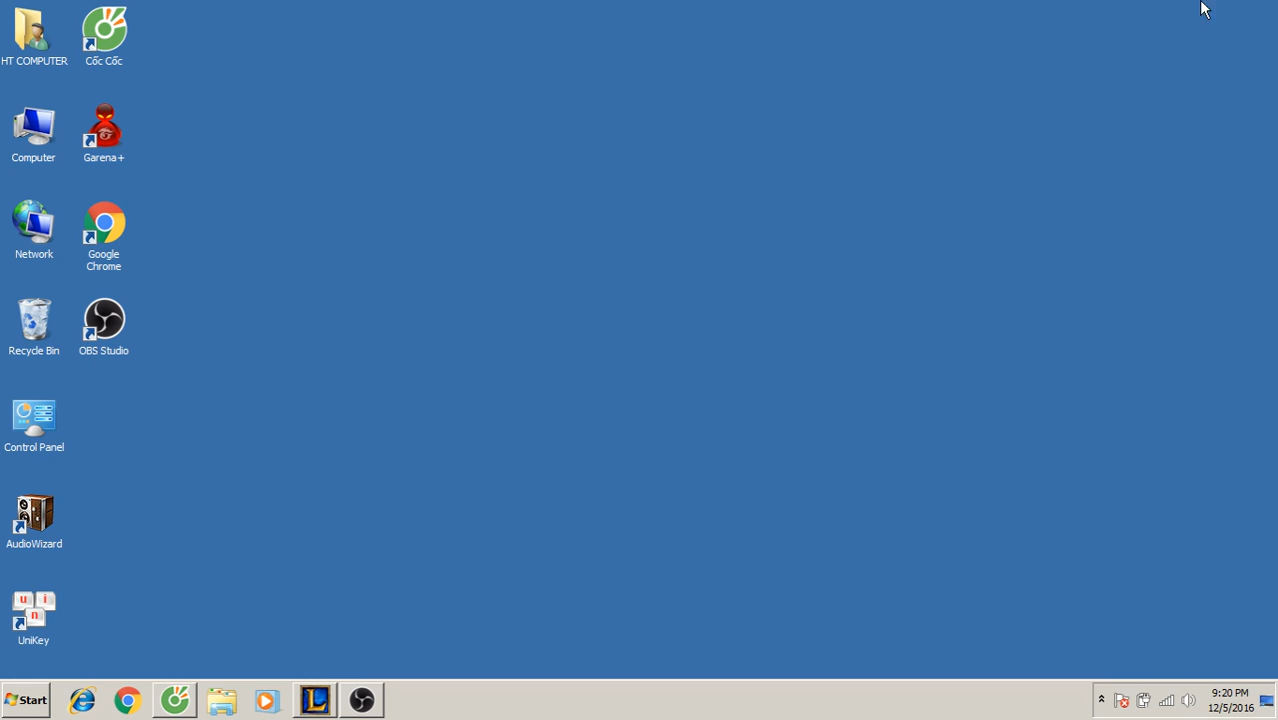 HT COMPUTER
Cốc Cốc
Computer
Garena+
Network
Google
Chrome
Recycle Bin
OBS Studio
Control Panel
AudioWizard
u i
n
UniKey
Start
L
9:20 PM
12/5/2016